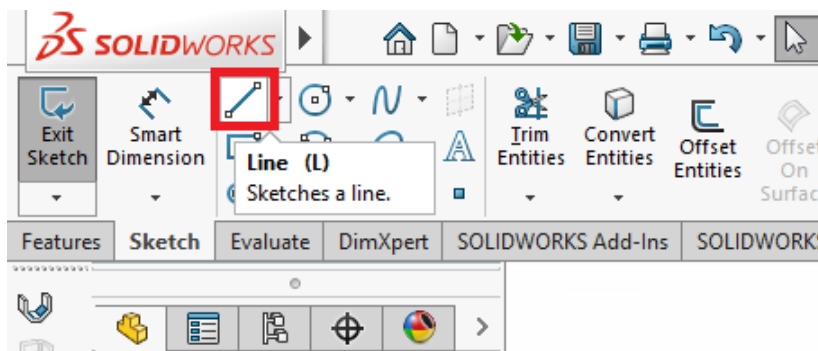 SOLIDWORKS
Exit Sketch
Smart Dimension
Trim Entities
Convert Entities
Offset Entities
Offset On
Line (L)
Sketches a line.
Features Sketch Evaluate DimXpert SOLIDWORKS Add-Ins SOLIDWORKS